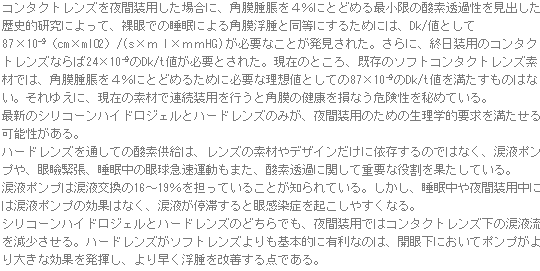 コンタクトレンズを夜間装用した場合に、角膜腫脹を４％にとどめる最小限の酸素透過性を見出した
歴史的研究によって、裸眼での睡眠による角膜浮腫と同等にするためには、Dk/値として
87×10⁻⁹（cm×mlO2）/(s×ｍｌ×ｍｍHG)が必要なことが発見された。さらに、終日装用のコンタク
トレンズならば24×10⁻⁹のDk/t値が必要とされた。現在のところ、既存のソフトコンタクトレンズ素
材では、角膜腫脹を４％にとどめるために必要な理想値としての87×10⁻⁹のDk/t値を満たすものはな
い。それゆえに、現在の素材で連続装用を行うと角膜の健康を損なう危険性を秘めている。
最新のシリコーンハイドロジェルとハードレンズのみが、夜間装用のための生理学的要求を満たせる
可能性がある。
ハードレンズを通しての酸素供給は、レンズの素材やデザインだけに依存するのではなく、涙液ポン
プや、眼瞼緊張、睡眠中の眼球急速運動もまた、酸素透過に関して重要な役割を果たしている。
涙液ポンプは涙液交換の16～19％を担っていることが知られている。しかし、睡眠中や夜間装用中に
は涙液ポンプの効果はなく、涙液が停滞すると眼感染症を起こしやすくなる。
シリコーンハイドロジェルとハードレンズのどちらでも、夜間装用ではコンタクトレンズ下の涙液流
を減少させる。ハードレンズがソフトレンズよりも基本的に有利なのは、開眼下においてポンプがよ
り大きな効果を発揮し、より早く浮腫を改善する点である。